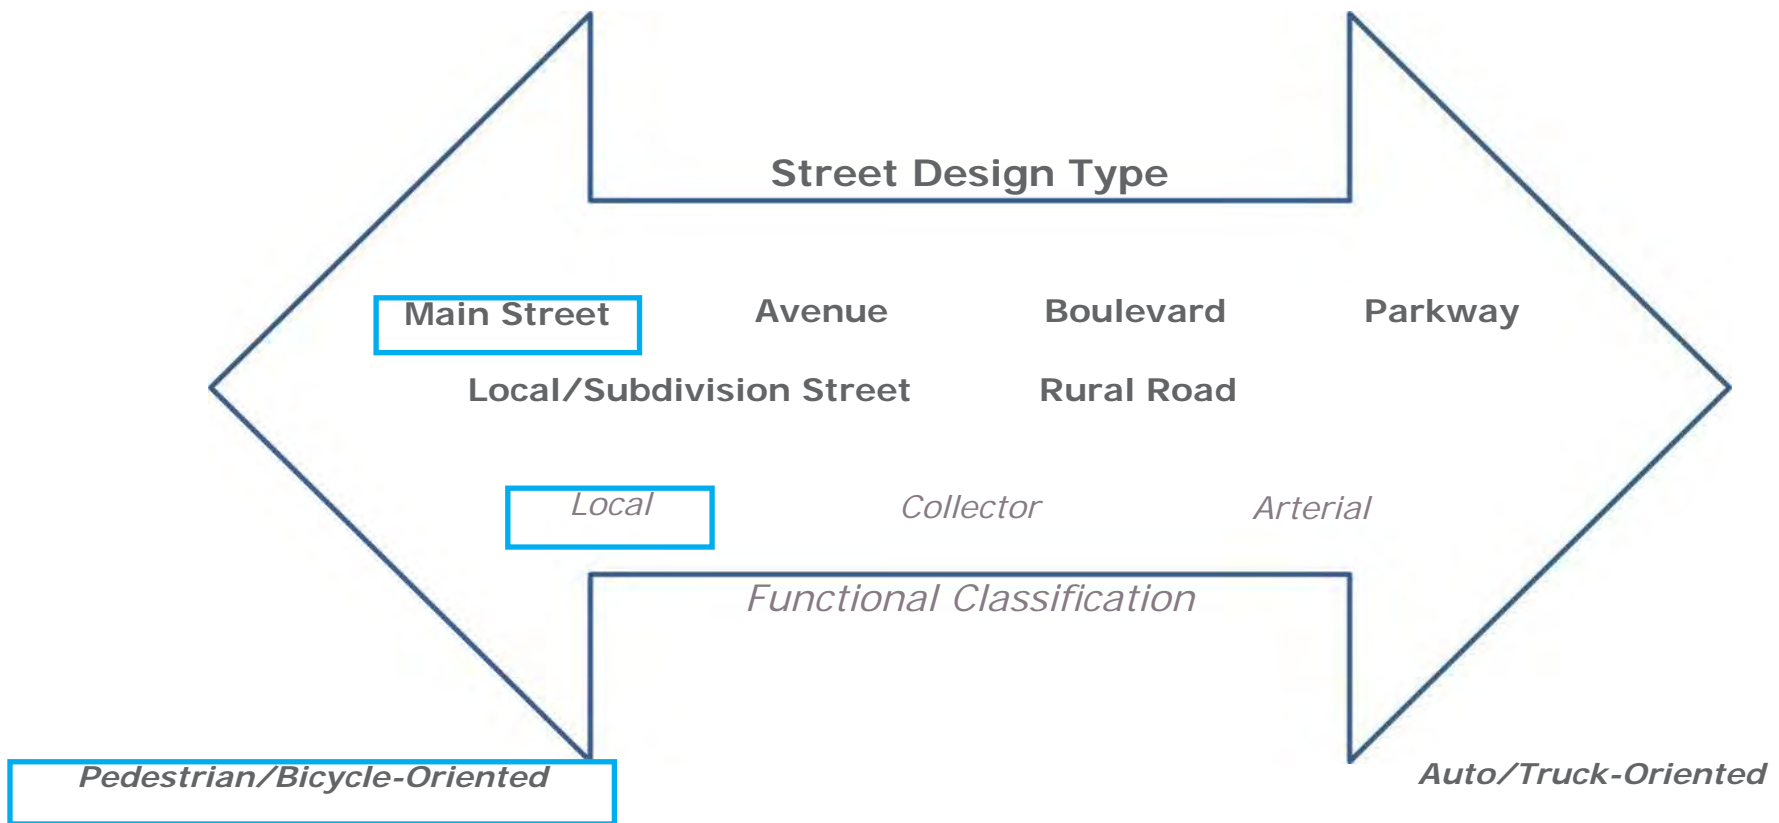 Street Design Type
Main Street Avenue Boulevard Parkway
Local/Subdivision Street Rural Road
Local Collector Arterial
Functional Classification
Pedestrian/Bicycle-Oriented Auto/Truck-Oriented